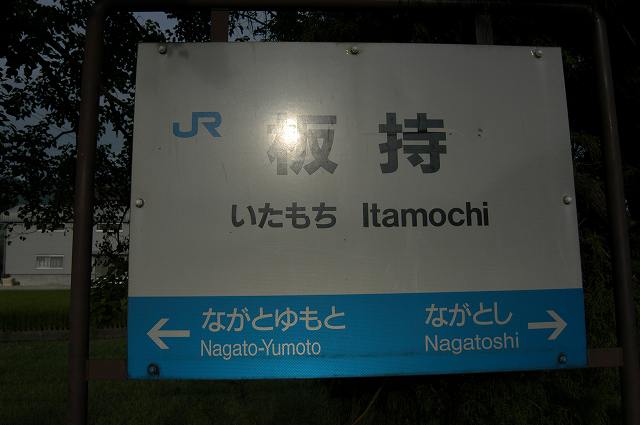 JR 板持
いたもち Itamochi
← ながとゆもと ながとし →
Nagato-Yumoto Nagatoshi